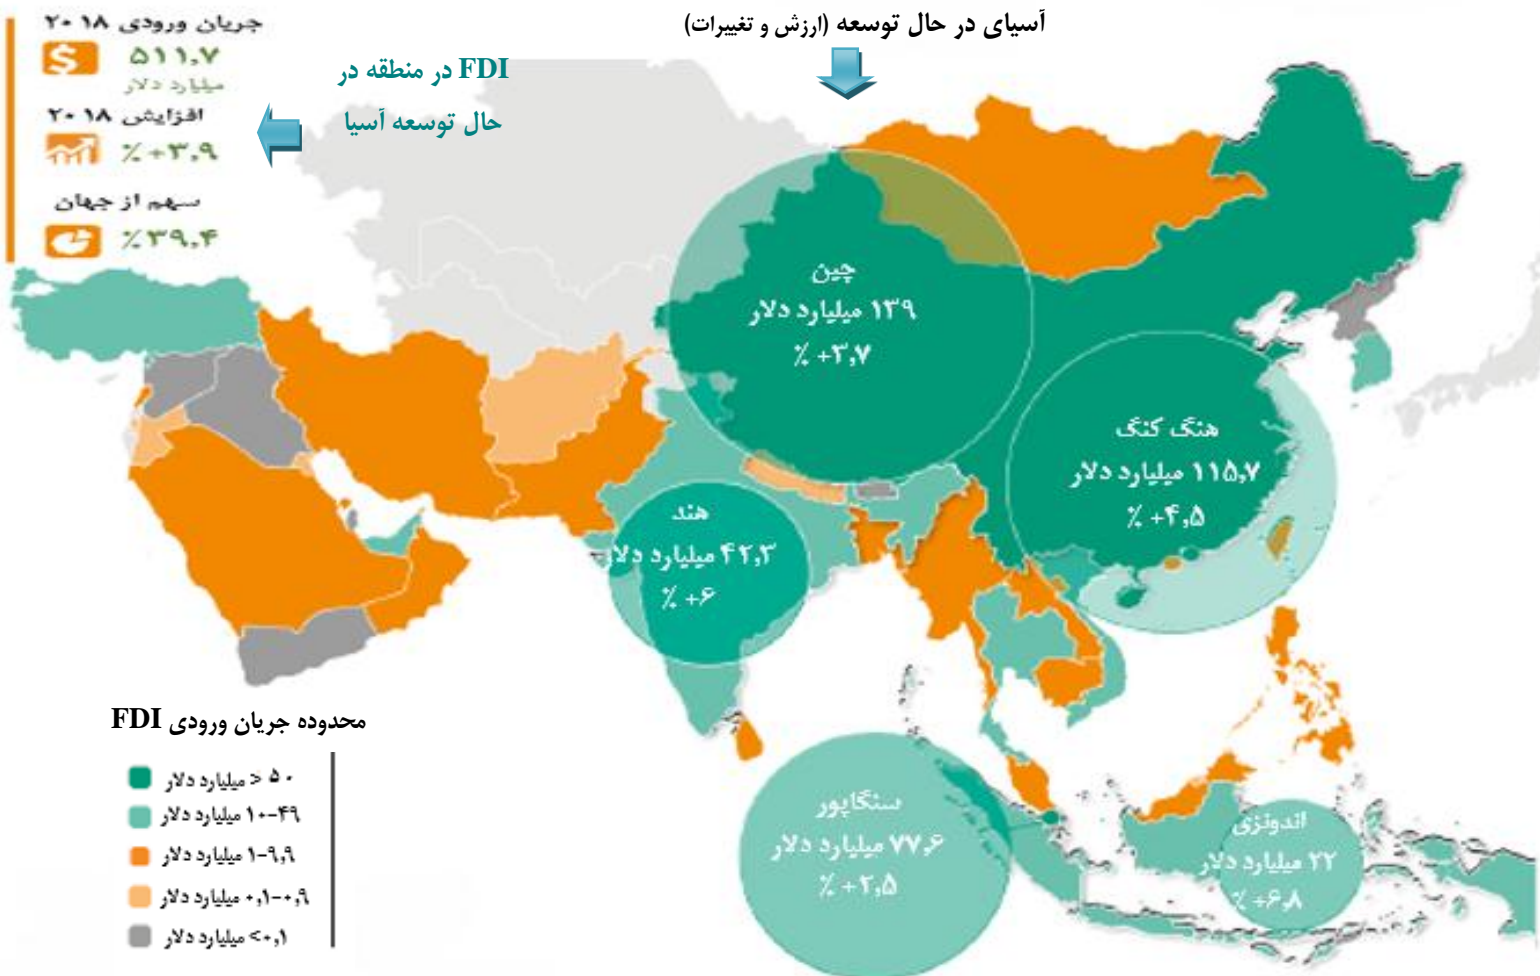 آسیای در حال توسعه (ارزش و تغییرات)
جریان ورودی ۲۰۱۸
۵۱۱,۷
میلیارد دلار
افزایش ۲۰۱۸
% +۳,۹
سهم از جهان
%۳۹,۴
FDI در منطقه در
حال توسعه آسیا
چین
۱۳۹ میلیارد دلار
% +۳,۷
هنگ کنگ
۱۱۵,۷ میلیارد دلار
% +۴,۵
هند
۴۲,۳ میلیارد دلار
% +۶
سنگاپور
۷۷,۶ میلیارد دلار
% +۲,۵
اندونزی
۲۲ میلیارد دلار
% +۶,۸
محدوده جریان ورودی FDI
۵۰ < میلیارد دلار
۱۰-۴۹ میلیارد دلار
۱-۹,۹ میلیارد دلار
۰,۱-۰,۹ میلیارد دلار
<۰,۱ میلیارد دلار